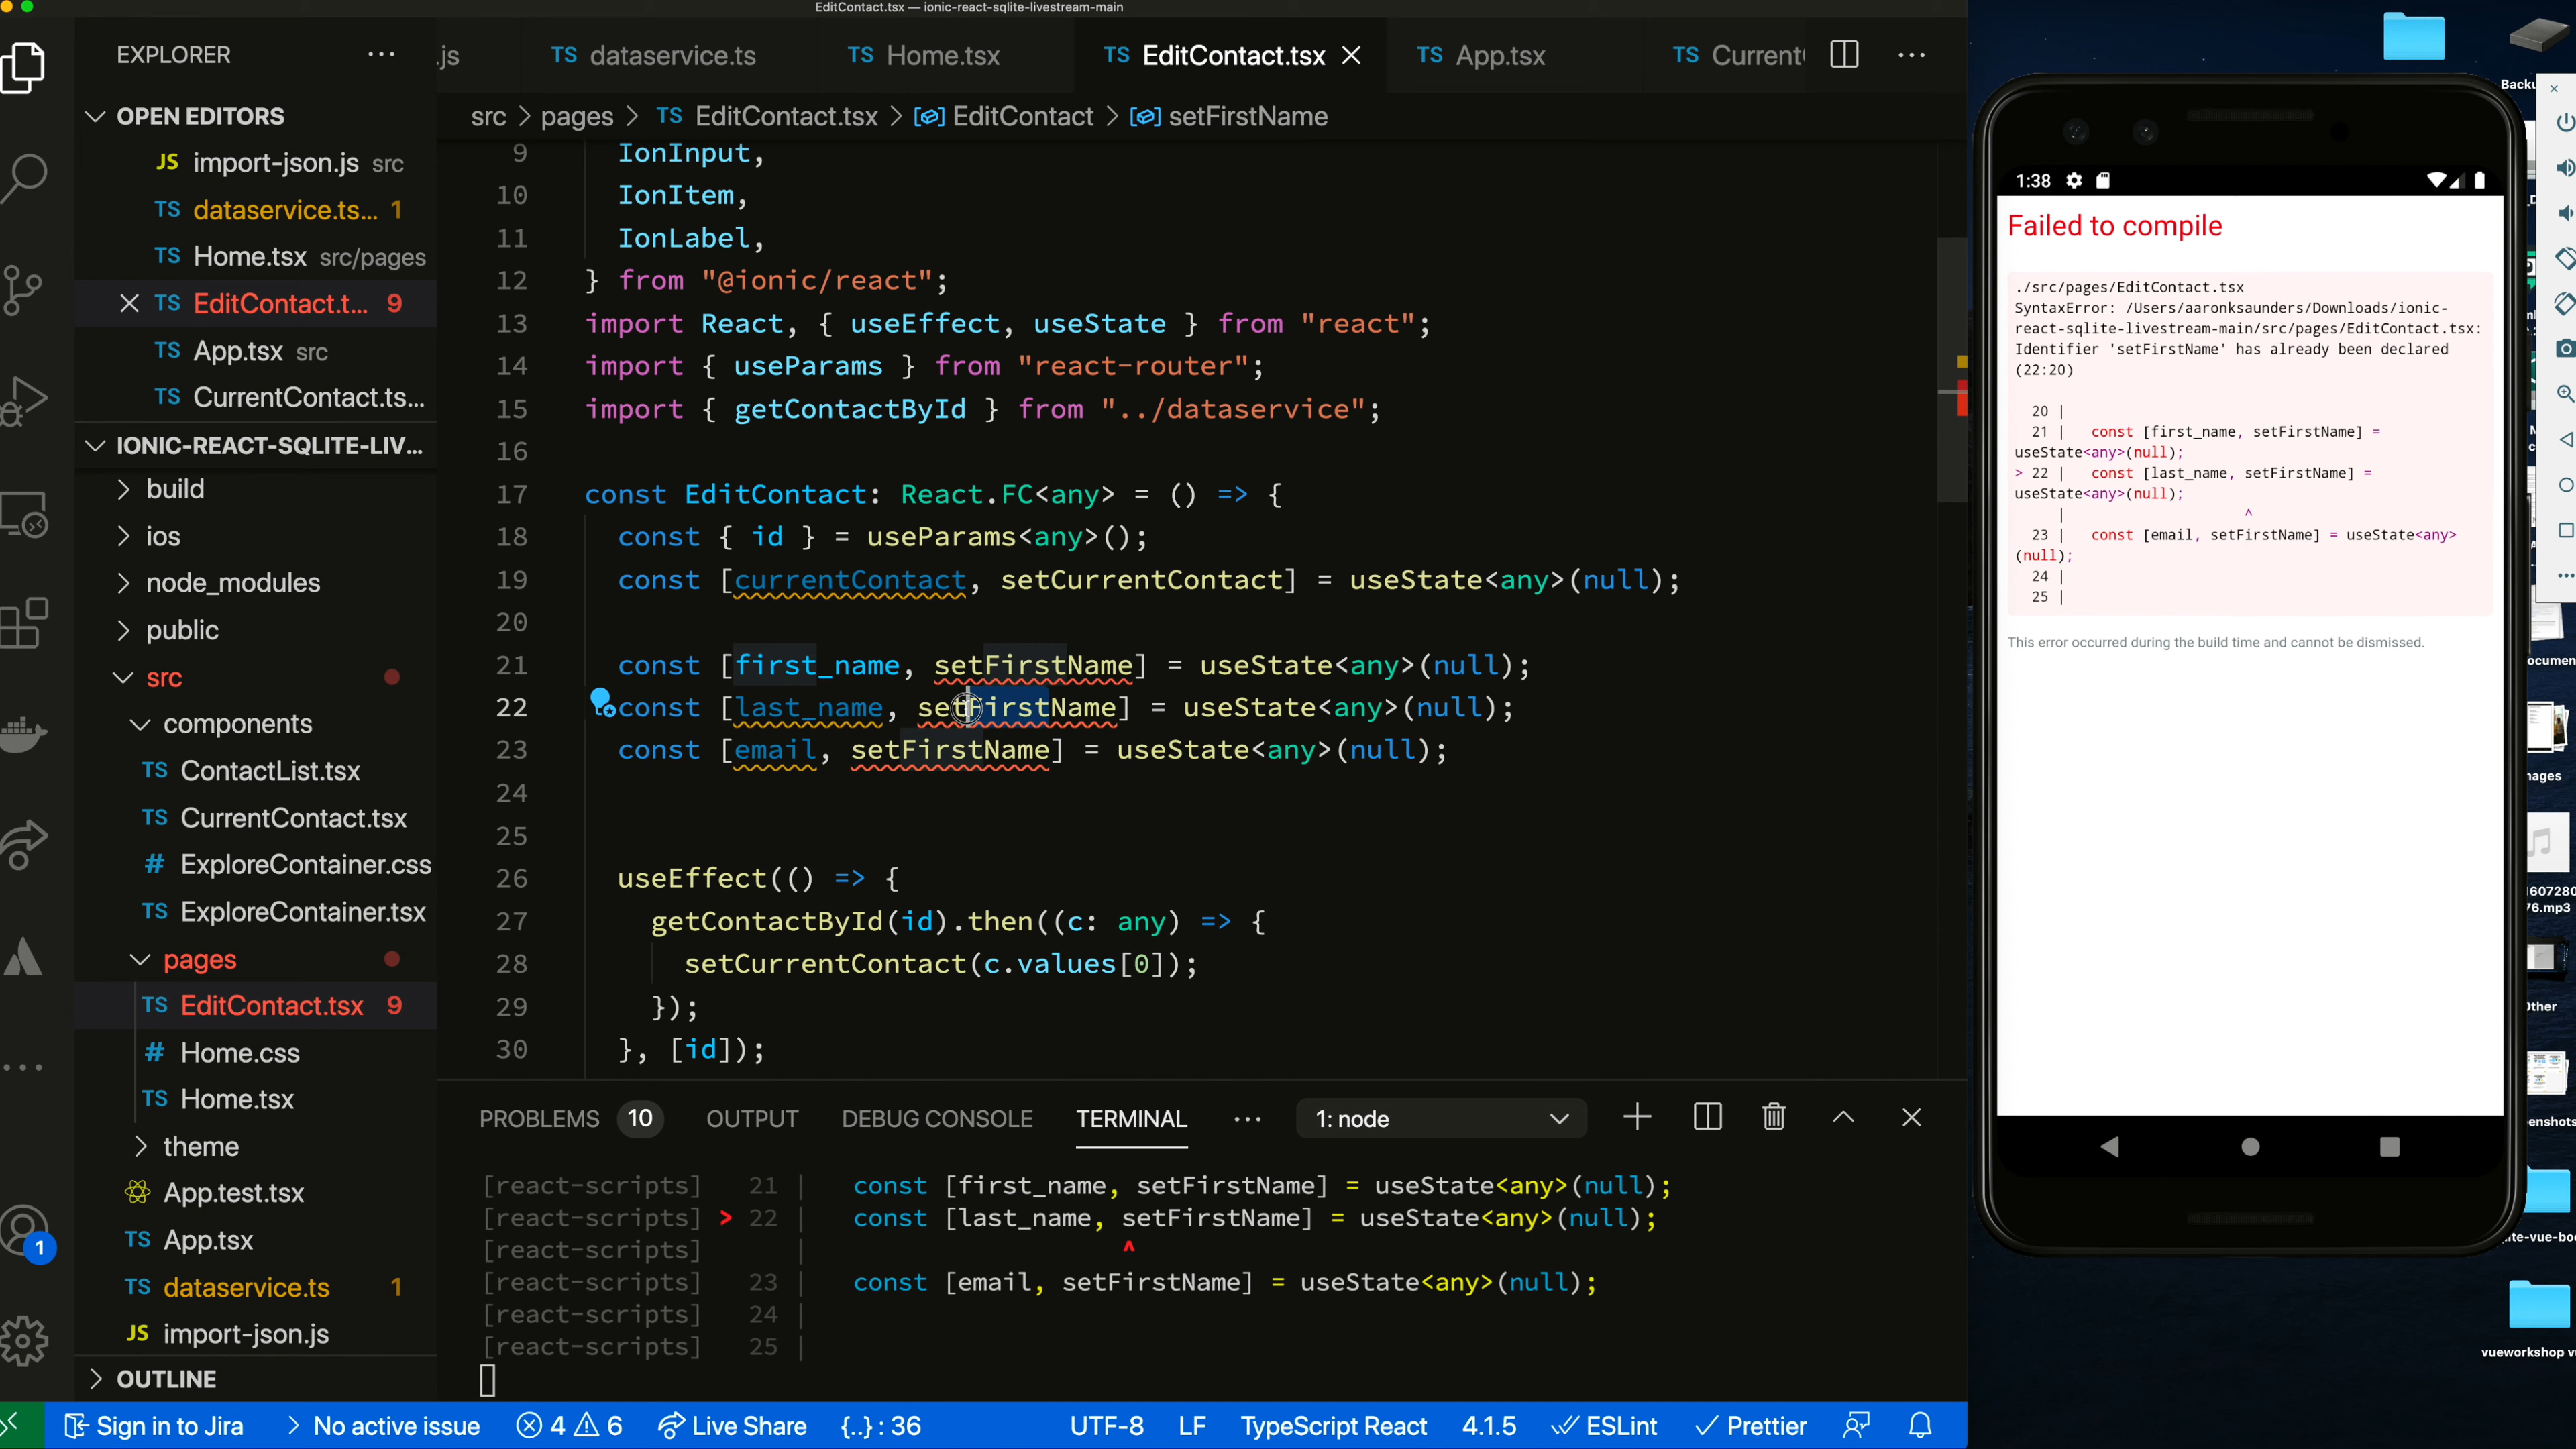 EditContact.tsx — ionic-react-sqlite-livestream-main
EXPLORER
.js
TS dataservice.ts
TS Home.tsx
TS EditContact.tsx
TS App.tsx
TS Current
OPEN EDITORS
JS import-json.js src
TS dataservice.ts... 1
TS Home.tsx src/pages
TS EditContact.t... 9
TS App.tsx src
TS CurrentContact.ts...
IONIC-REACT-SQLITE-LIV...
build
ios
node_modules
public
src
components
TS ContactList.tsx
TS CurrentContact.tsx
# ExploreContainer.css
TS ExploreContainer.tsx
pages
TS EditContact.tsx 9
# Home.css
TS Home.tsx
theme
App.test.tsx
TS App.tsx
TS dataservice.ts 1
JS import-json.js
OUTLINE
1
src > pages > TS EditContact.tsx > EditContact > setFirstName
9 IonInput,
10 IonItem,
11 IonLabel,
12 } from "@ionic/react";
13 import React, { useEffect, useState } from "react";
14 import { useParams } from "react-router";
15 import { getContactById } from "../dataservice";
16
17 const EditContact: React.FC<any> = () => {
18 const { id } = useParams<any>();
19 const [currentContact, setCurrentContact] = useState<any>(null);
20
21 const [first_name, setFirstName] = useState<any>(null);
22 const [last_name, setFirstName] = useState<any>(null);
23 const [email, setFirstName] = useState<any>(null);
24
25
26 useEffect(() => {
27 getContactById(id).then((c: any) => {
28 setCurrentContact(c.values[0]);
29 });
30 }, [id]);
PROBLEMS 10 OUTPUT DEBUG CONSOLE TERMINAL ... 1: node
[react-scripts] 21 | const [first_name, setFirstName] = useState<any>(null);
[react-scripts] > 22 | const [last_name, setFirstName] = useState<any>(null);
[react-scripts] | ^
[react-scripts] 23 | const [email, setFirstName] = useState<any>(null);
[react-scripts] 24 |
[react-scripts] 25 |
Sign in to Jira > No active issue 4 6 Live Share {..} : 36 UTF-8 LF TypeScript React 4.1.5 ESLint Prettier
1:38
Failed to compile
./src/pages/EditContact.tsx
SyntaxError: /Users/aaronksaunders/Downloads/ionic-
react-sqlite-livestream-main/src/pages/EditContact.tsx:
Identifier 'setFirstName' has already been declared
(22:20)
20 |
21 | const [first_name, setFirstName] =
useState<any>(null);
> 22 | const [last_name, setFirstName] =
useState<any>(null);
| ^
23 | const [email, setFirstName] = useState<any>
(null);
24 |
25 |
This error occurred during the build time and cannot be dismissed.
Backu
ocumen
nages
1607280
76.mp3
Other
enshots
ite-vue-boo
vueworkshop vu